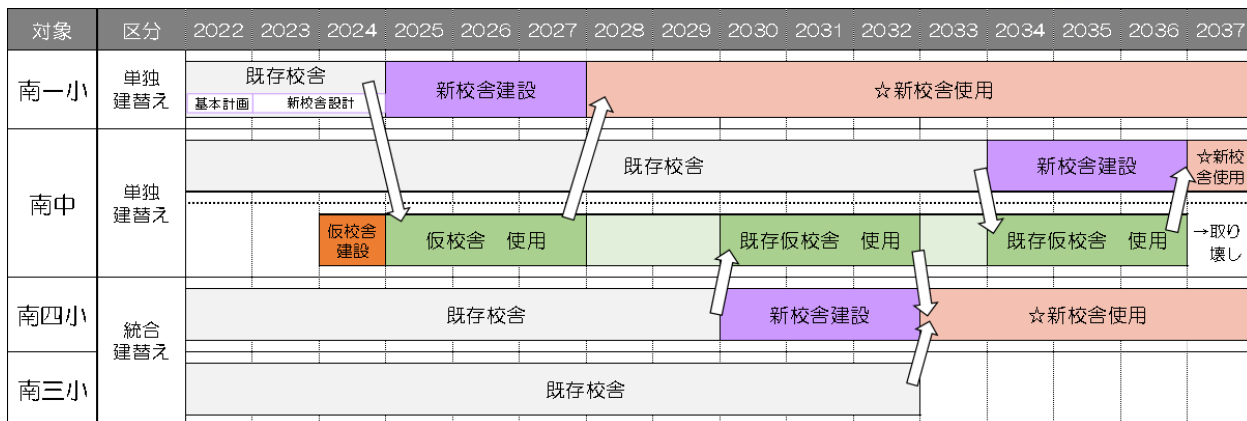 対象 区分 2022 2023 2024 2025 2026 2027 2028 2029 2030 2031 2032 2033 2034 2035 2036 2037
南一小
単独
建替え
既存校舎
基本計画 新校舎設計
新校舎建設
☆新校舎使用
南中
単独
建替え
既存校舎
新校舎建設
☆新校
舎使用
仮校舎
建設
仮校舎 使用
既存仮校舎 使用
既存仮校舎 使用
→取り
壊し
南四小
統合
建替え
既存校舎
新校舎建設
☆新校舎使用
南三小
既存校舎